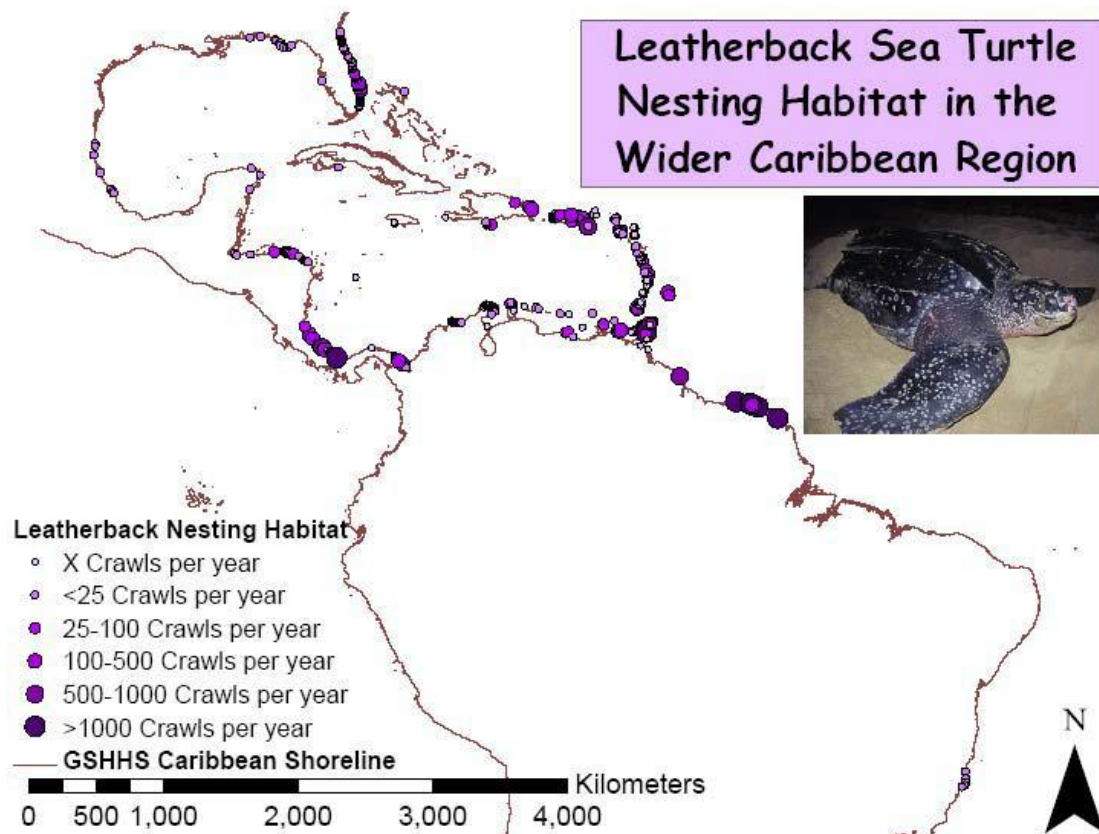 Leatherback Sea Turtle
Nesting Habitat in the
Wider Caribbean Region
Leatherback Nesting Habitat
X Crawls per year
<25 Crawls per year
25-100 Crawls per year
100-500 Crawls per year
500-1000 Crawls per year
>1000 Crawls per year
GSHHS Caribbean Shoreline
Kilometers
0 500 1,000 2,000 3,000 4,000
N